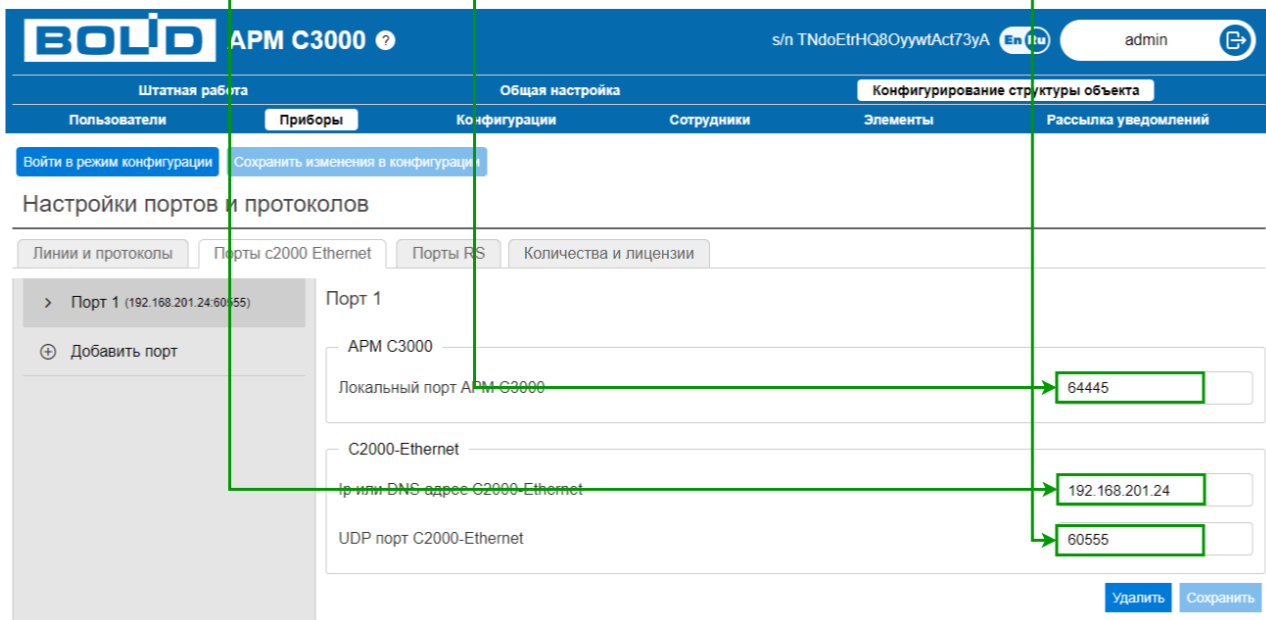 BOLID АРМ С3000 ? s/n TNdoEtrHQ8OyywtAct73yA En Ru admin
Штатная работа Общая настройка Конфигурирование структуры объекта
Пользователи Приборы Конфигурации Сотрудники Элементы Рассылка уведомлений
Войти в режим конфигурации Сохранить изменения в конфигурации
Настройки портов и протоколов
Линии и протоколы Порты с2000 Ethernet Порты RS Количества и лицензии
Порт 1 (192.168.201.24:60555) Порт 1
Добавить порт АРМ С3000
Локальный порт АРМ С3000 64445
С2000-Ethernet
Ip или DNS адрес С2000-Ethernet 192.168.201.24
UDP порт С2000-Ethernet 60555
Удалить Сохранить